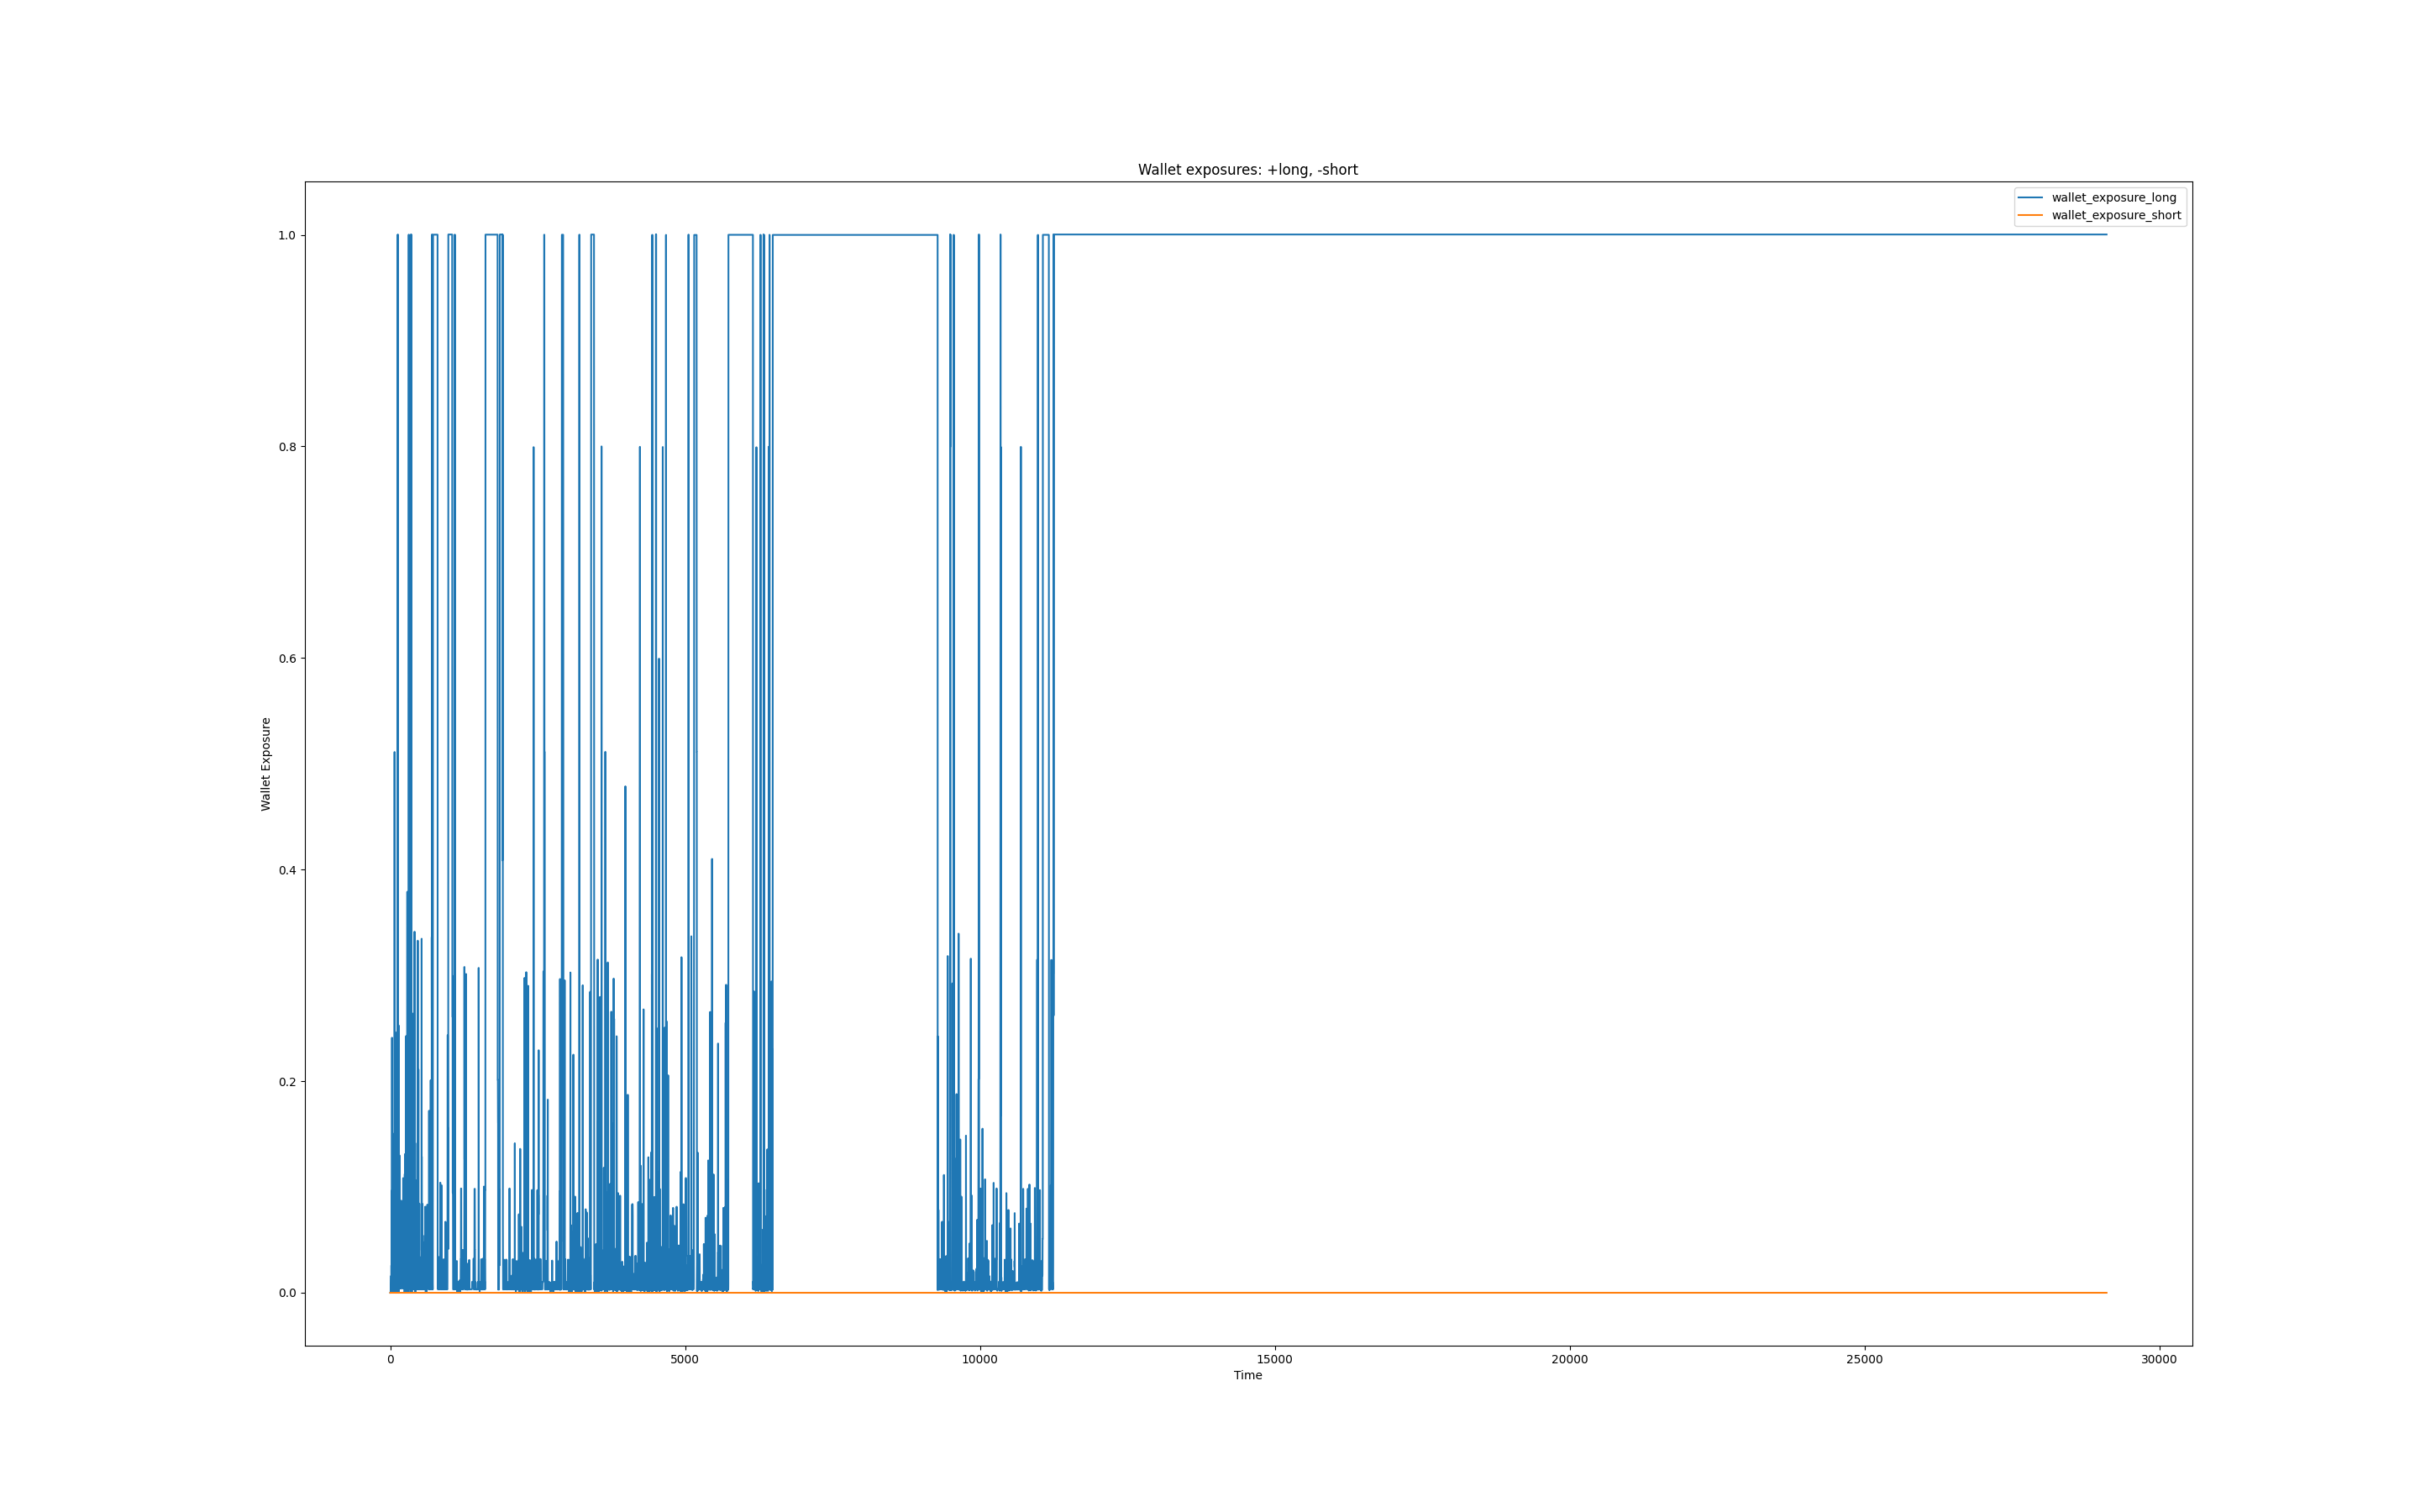 Wallet exposures: +long, -short
wallet_exposure_long
wallet_exposure_short
1.0
0.8
0.6
0.4
0.2
0.0
Wallet Exposure
0 5000 10000 15000 20000 25000 30000
Time